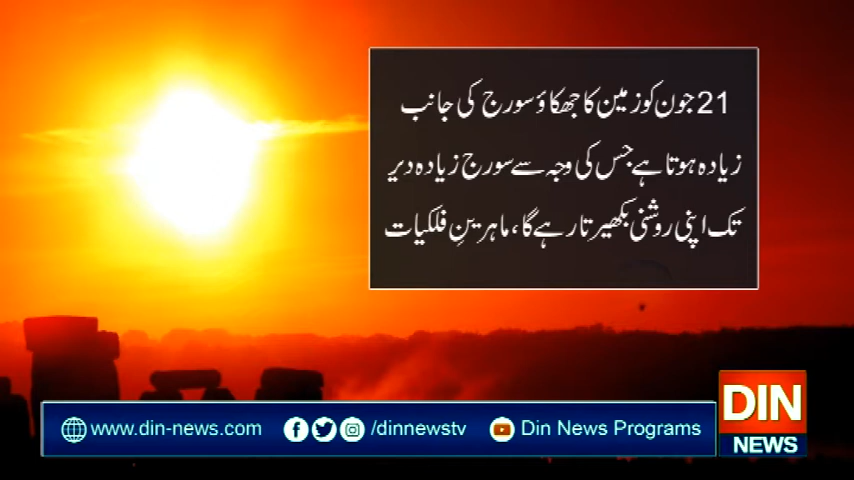 21 جون کو زمین کا جھکاؤ سورج کی جانب
زیادہ ہوتا ہے جس کی وجہ سے سورج زیادہ دیر
تک اپنی روشنی بکھیرتا رہے گا، ماہرینِ فلکیات
www.din-news.com /dinnewstv Din News Programs
DIN
NEWS